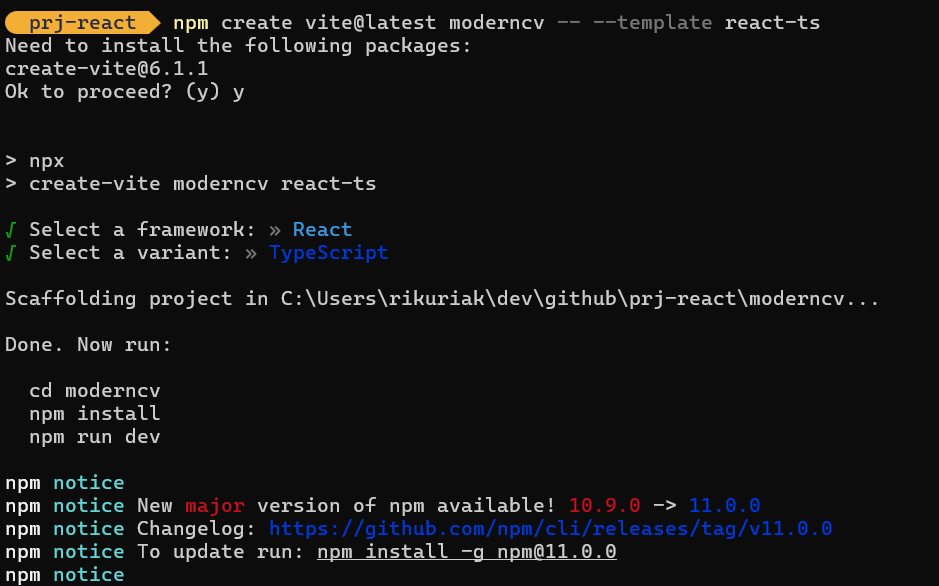 prj-react npm create vite@latest moderncv -- --template react-ts
Need to install the following packages:
create-vite@6.1.1
Ok to proceed? (y) y
> npx
> create-vite moderncv react-ts
√ Select a framework: » React
√ Select a variant: » TypeScript
Scaffolding project in C:\Users\rikuriak\dev\github\prj-react\moderncv...
Done. Now run:
cd moderncv
npm install
npm run dev
npm notice
npm notice New major version of npm available! 10.9.0 -> 11.0.0
npm notice Changelog: https://github.com/npm/cli/releases/tag/v11.0.0
npm notice To update run: npm install -g npm@11.0.0
npm notice